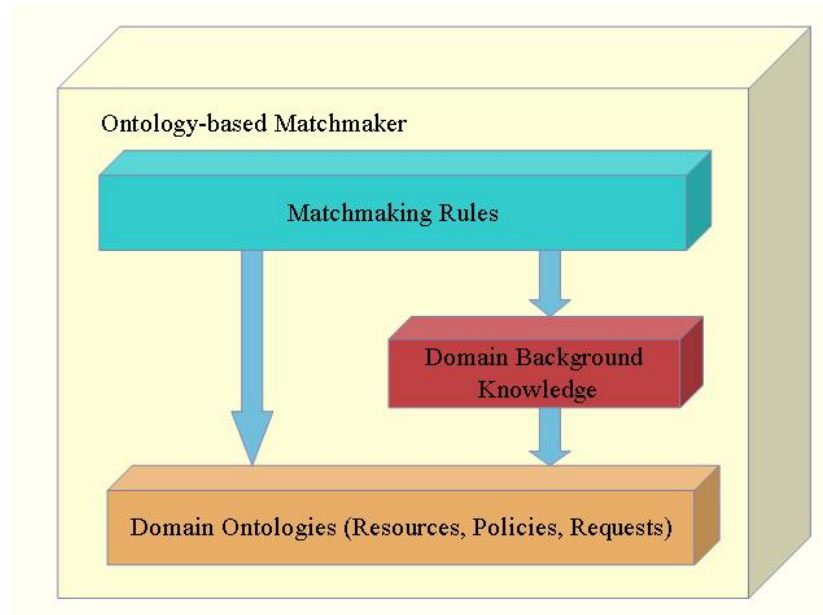 Ontology-based Matchmaker
Matchmaking Rules
Domain Background
Knowledge
Domain Ontologies (Resources, Policies, Requests)